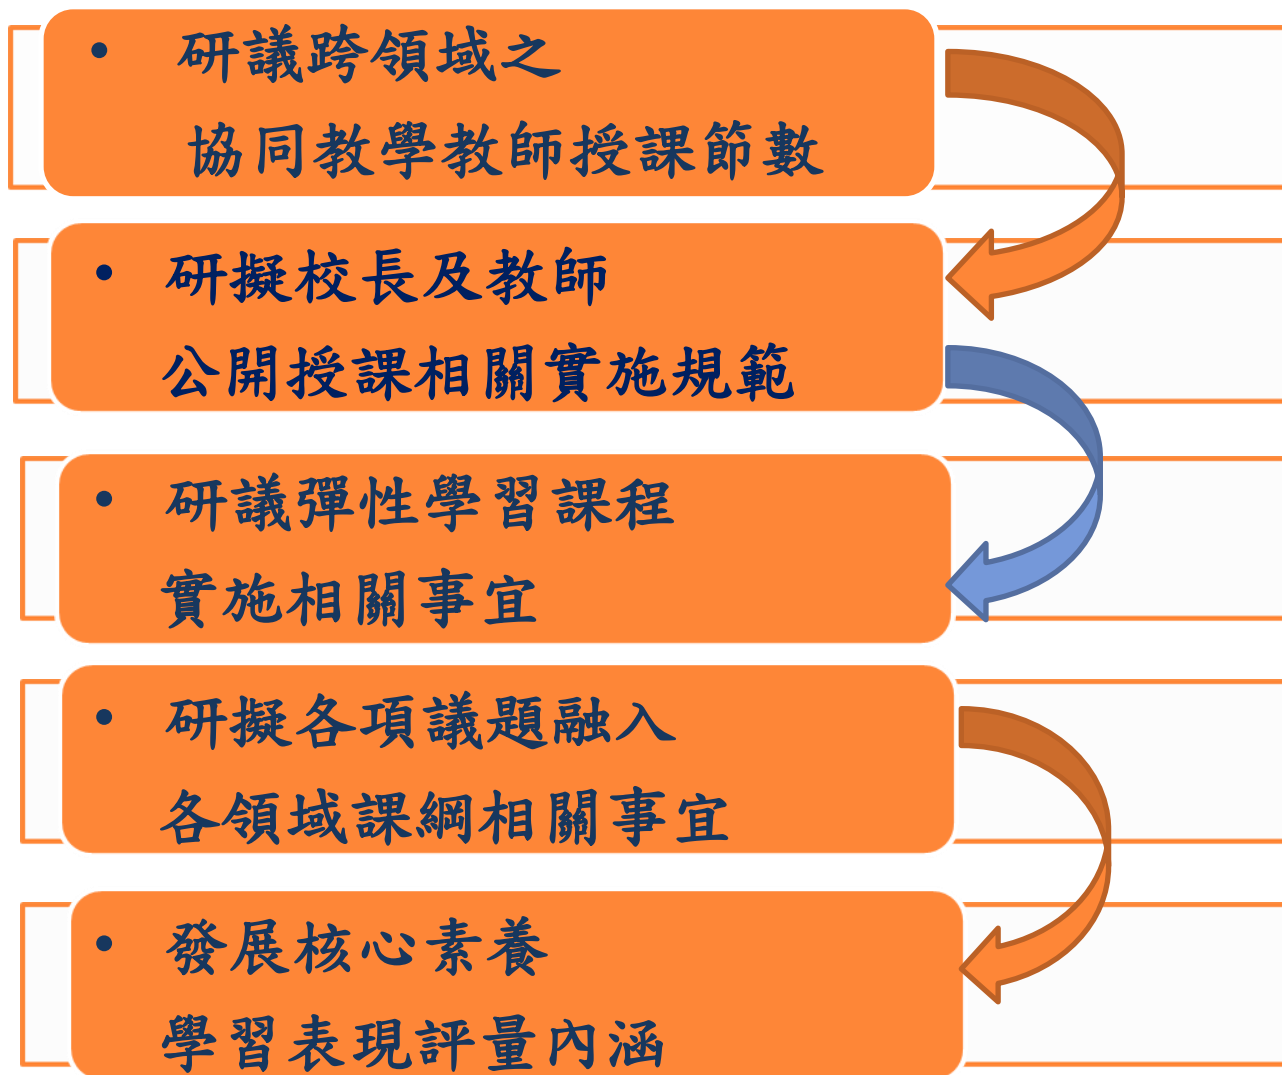 • 研議跨領域之
協同教學教師授課節數
• 研擬校長及教師
公開授課相關實施規範
• 研議彈性學習課程
實施相關事宜
• 研擬各項議題融入
各領域課綱相關事宜
• 發展核心素養
學習表現評量內涵